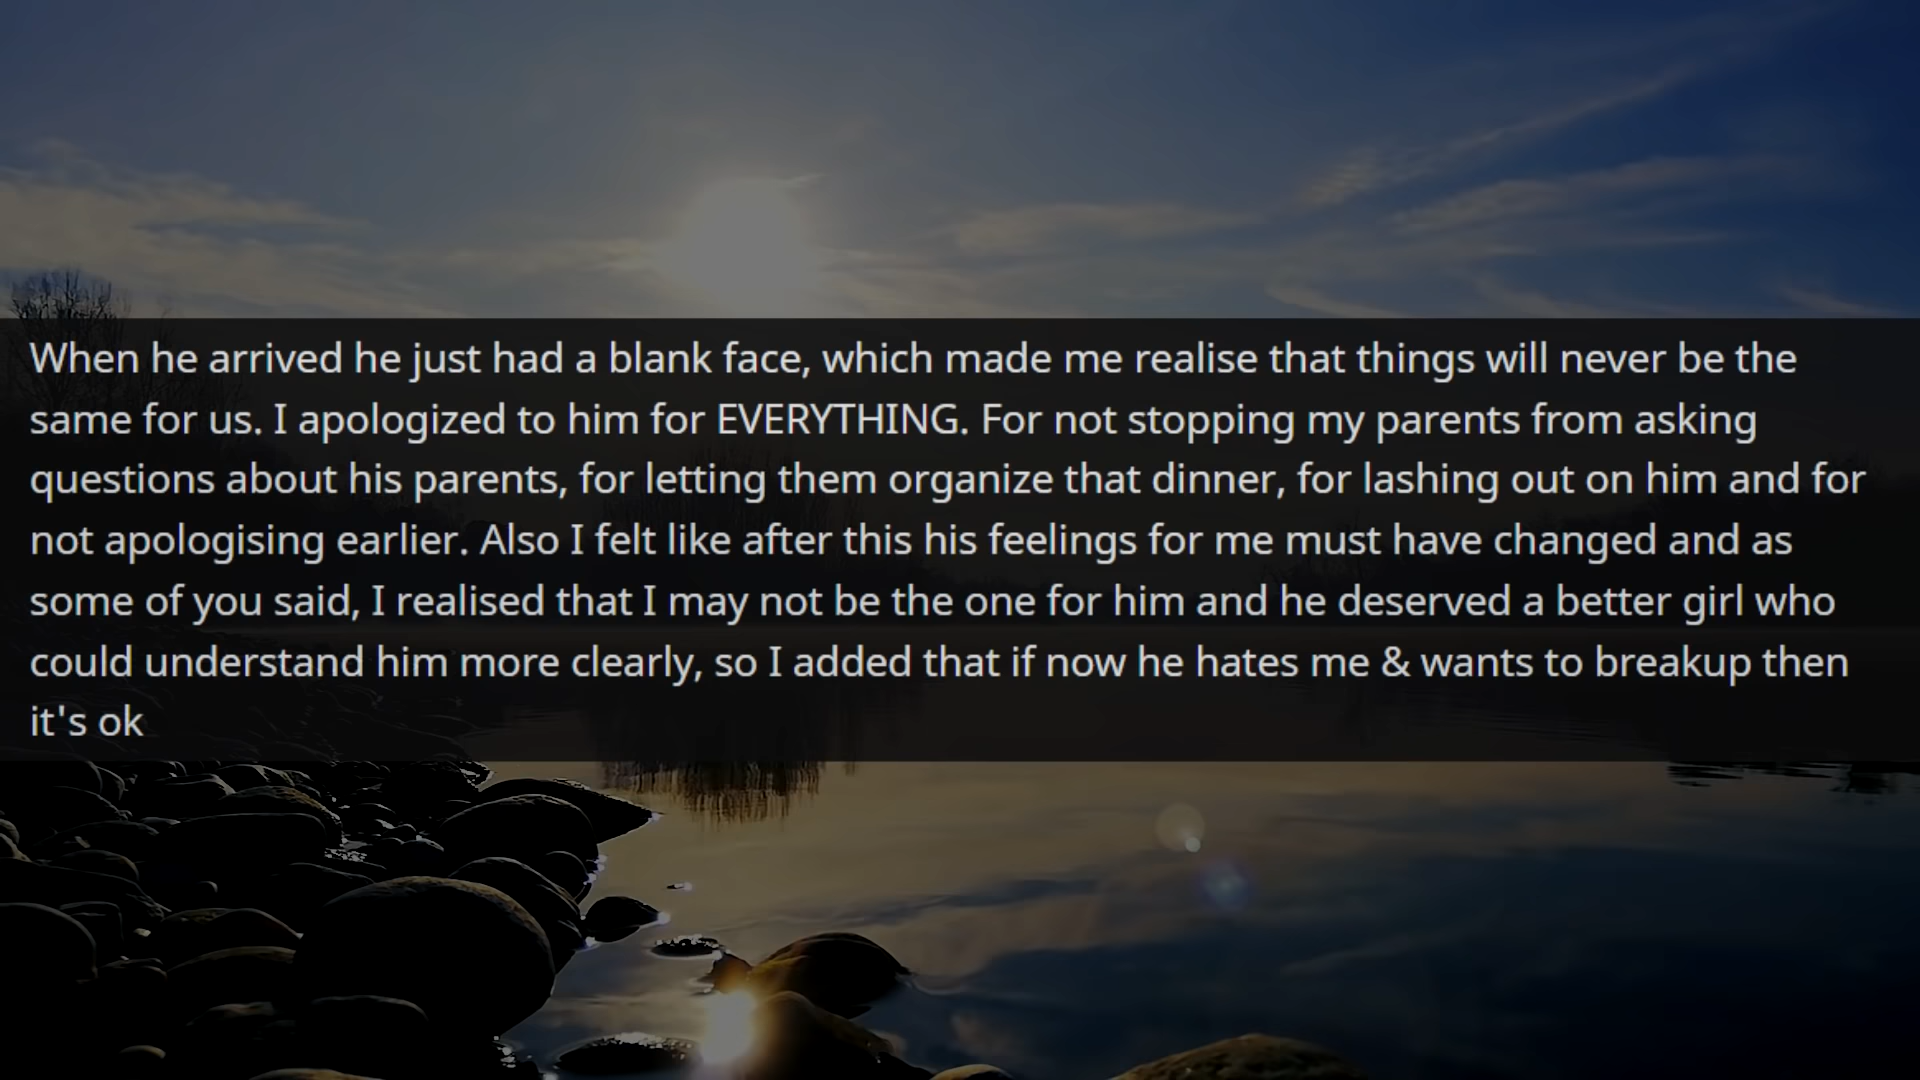 When he arrived he just had a blank face, which made me realise that things will never be the
same for us. I apologized to him for EVERYTHING. For not stopping my parents from asking
questions about his parents, for letting them organize that dinner, for lashing out on him and for
not apologising earlier. Also I felt like after this his feelings for me must have changed and as
some of you said, I realised that I may not be the one for him and he deserved a better girl who
could understand him more clearly, so I added that if now he hates me & wants to breakup then
it's ok